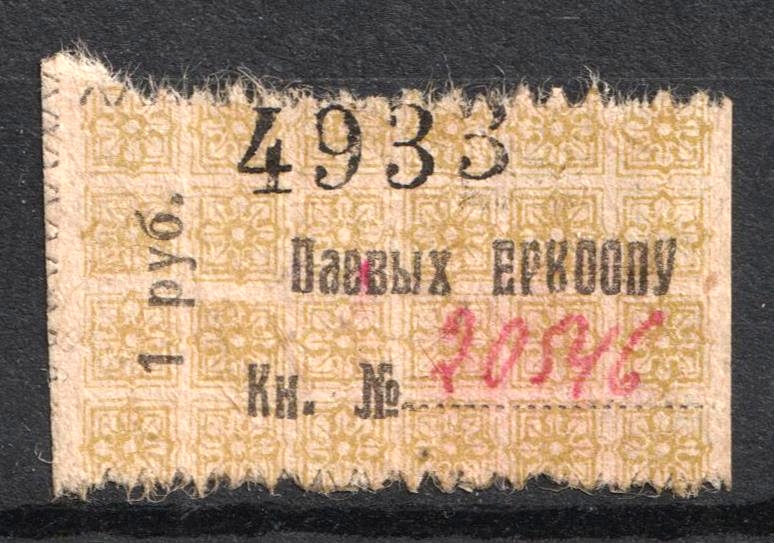 4933
1 руб.
Паевых ЕРКООПУ
Кн. № 20546